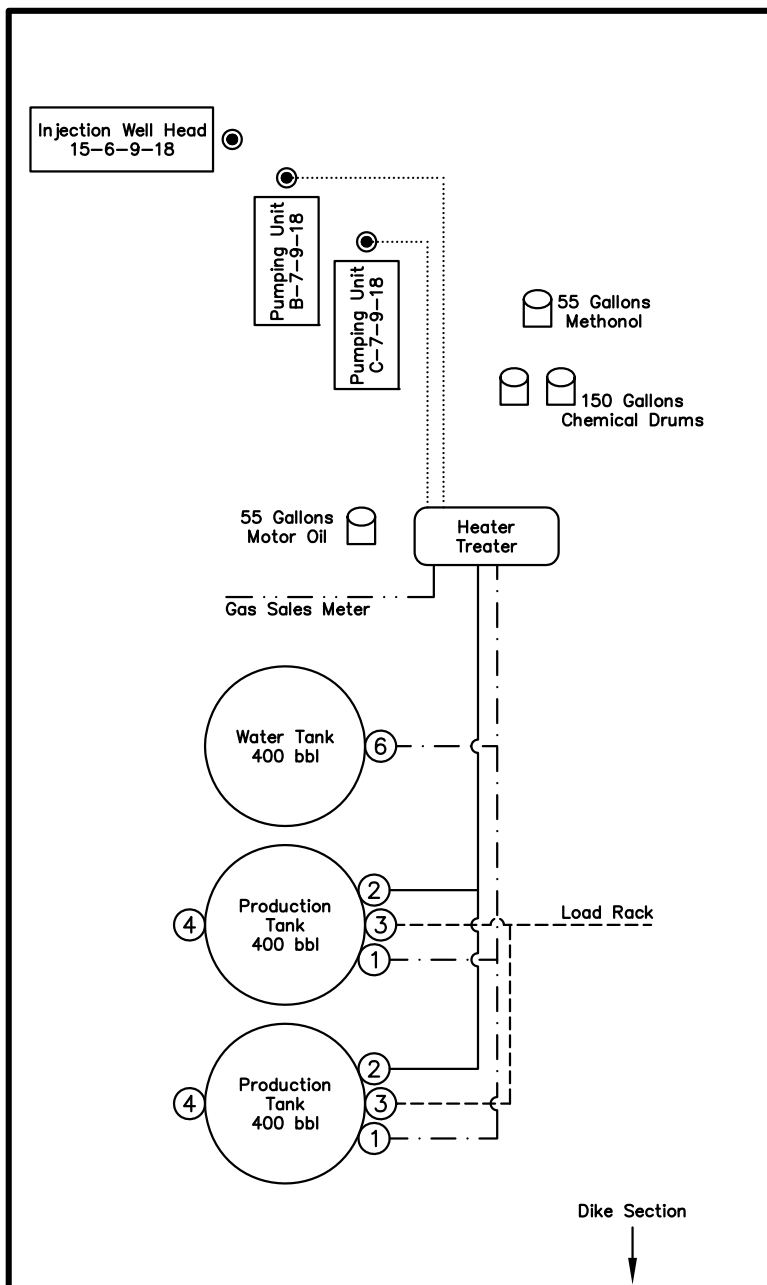 Injection Well Head
15-6-9-18
Pumping Unit
B-7-9-18
Pumping Unit
C-7-9-18
55 Gallons
Methonol
150 Gallons
Chemical Drums
55 Gallons
Motor Oil
Heater
Treater
Gas Sales Meter
Water Tank
400 bbl
6
Production
Tank
400 bbl
4
2
3
1
Load Rack
Production
Tank
400 bbl
4
2
3
1
Dike Section